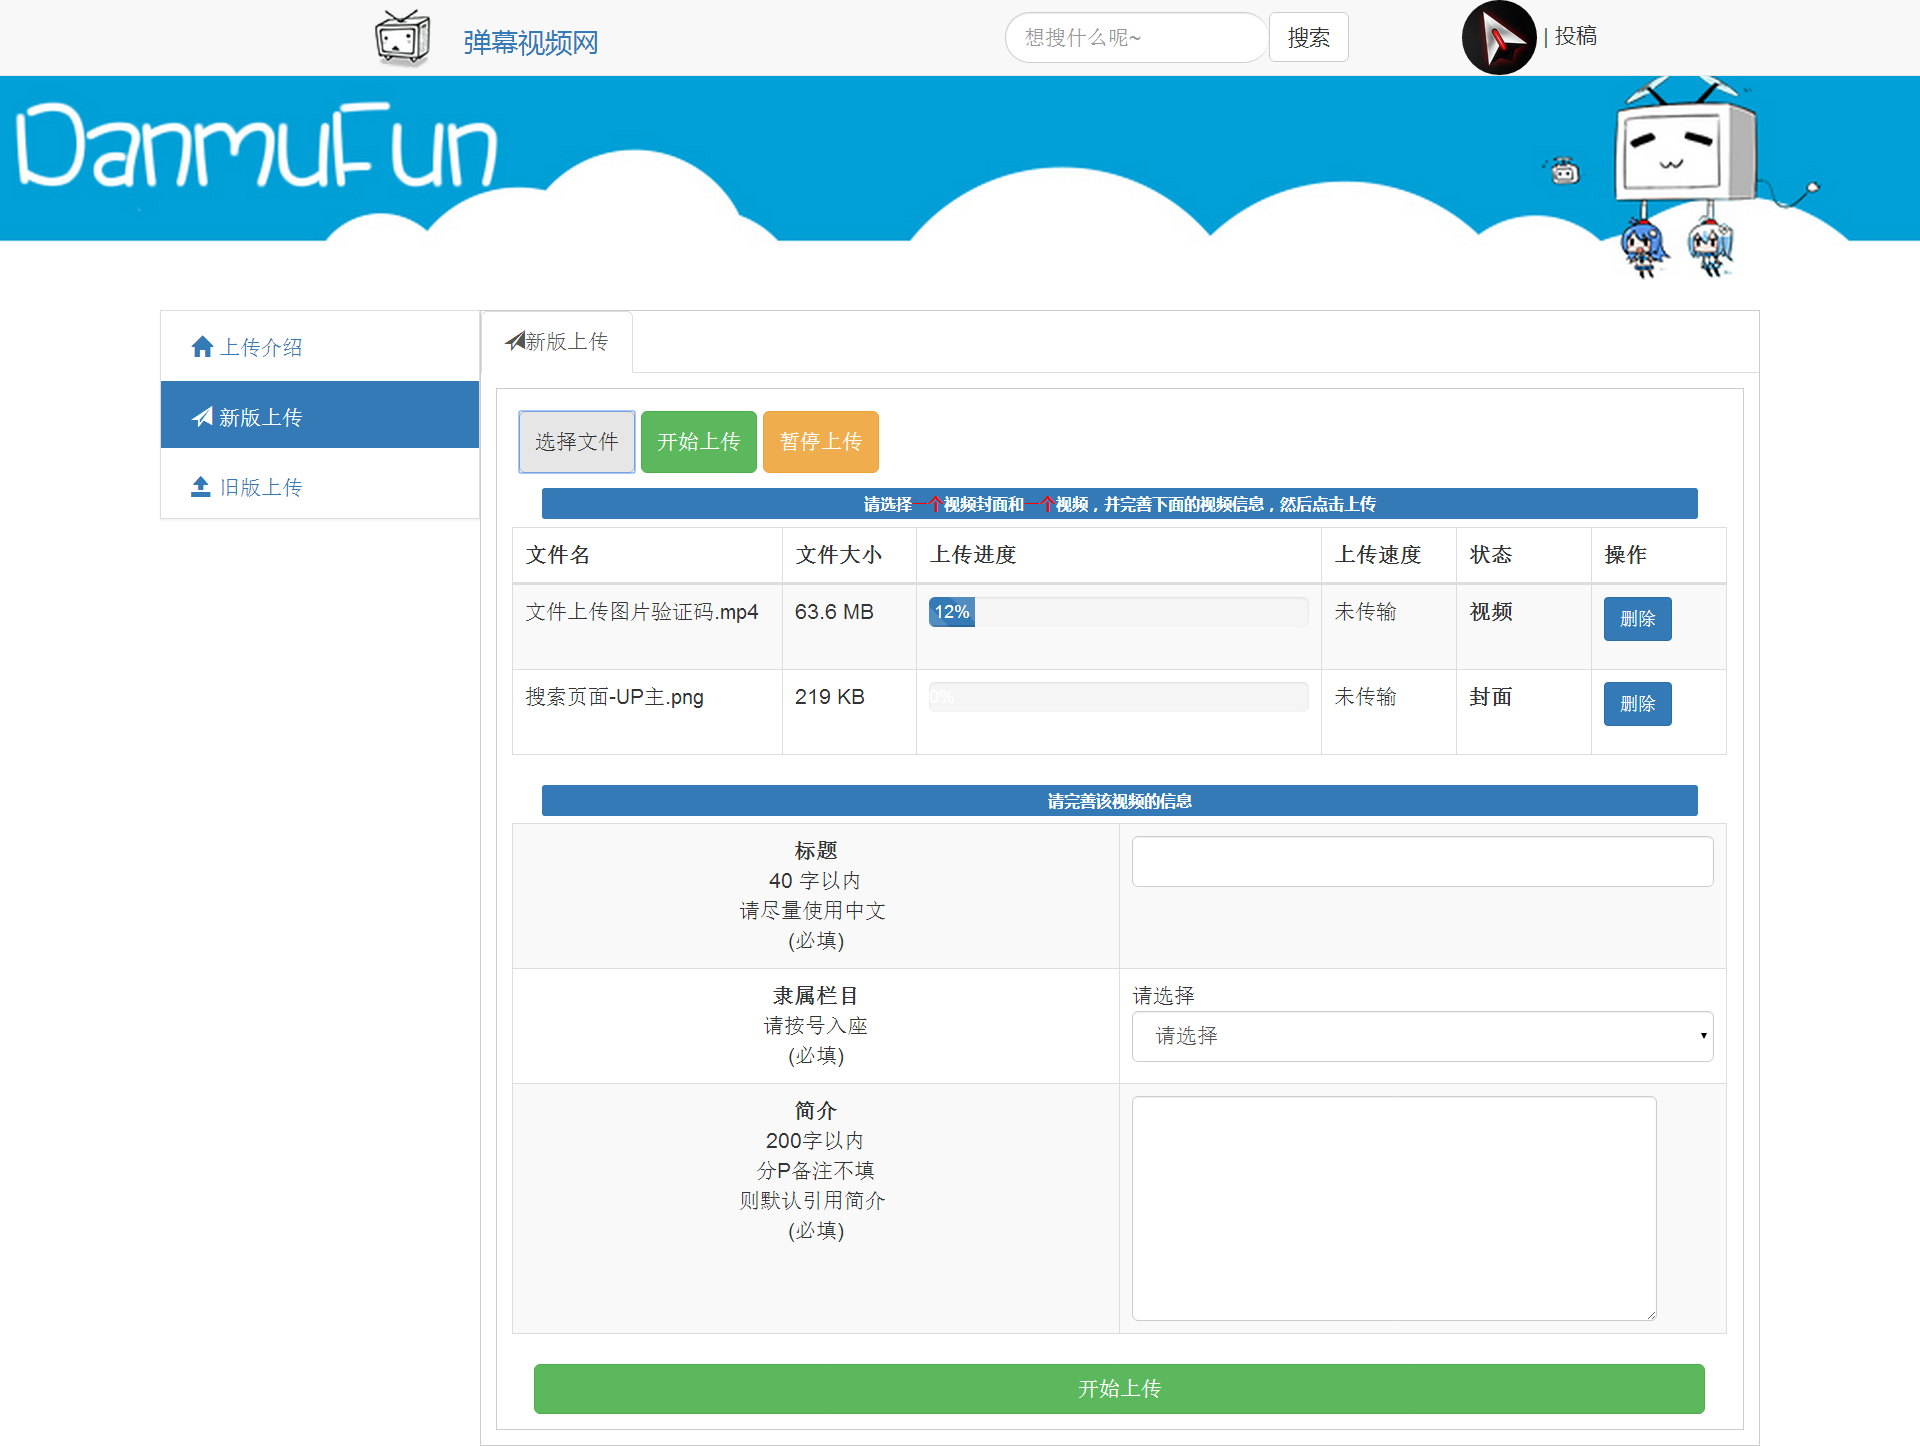 弹幕视频网
想搜什么呢~
搜索
| 投稿
DanmuFun
上传介绍
新版上传
旧版上传
新版上传
选择文件
开始上传
暂停上传
请选择一个视频封面和一个视频，并完善下面的视频信息，然后点击上传
文件名 文件大小 上传进度 上传速度 状态 操作
文件上传图片验证码.mp4 63.6 MB 12% 未传输 视频 删除
搜索页面-UP主.png 219 KB 0% 未传输 封面 删除
请完善该视频的信息
标题
40 字以内
请尽量使用中文
(必填)
隶属栏目
请按号入座
(必填)
请选择
请选择
简介
200字以内
分P备注不填
则默认引用简介
(必填)
开始上传